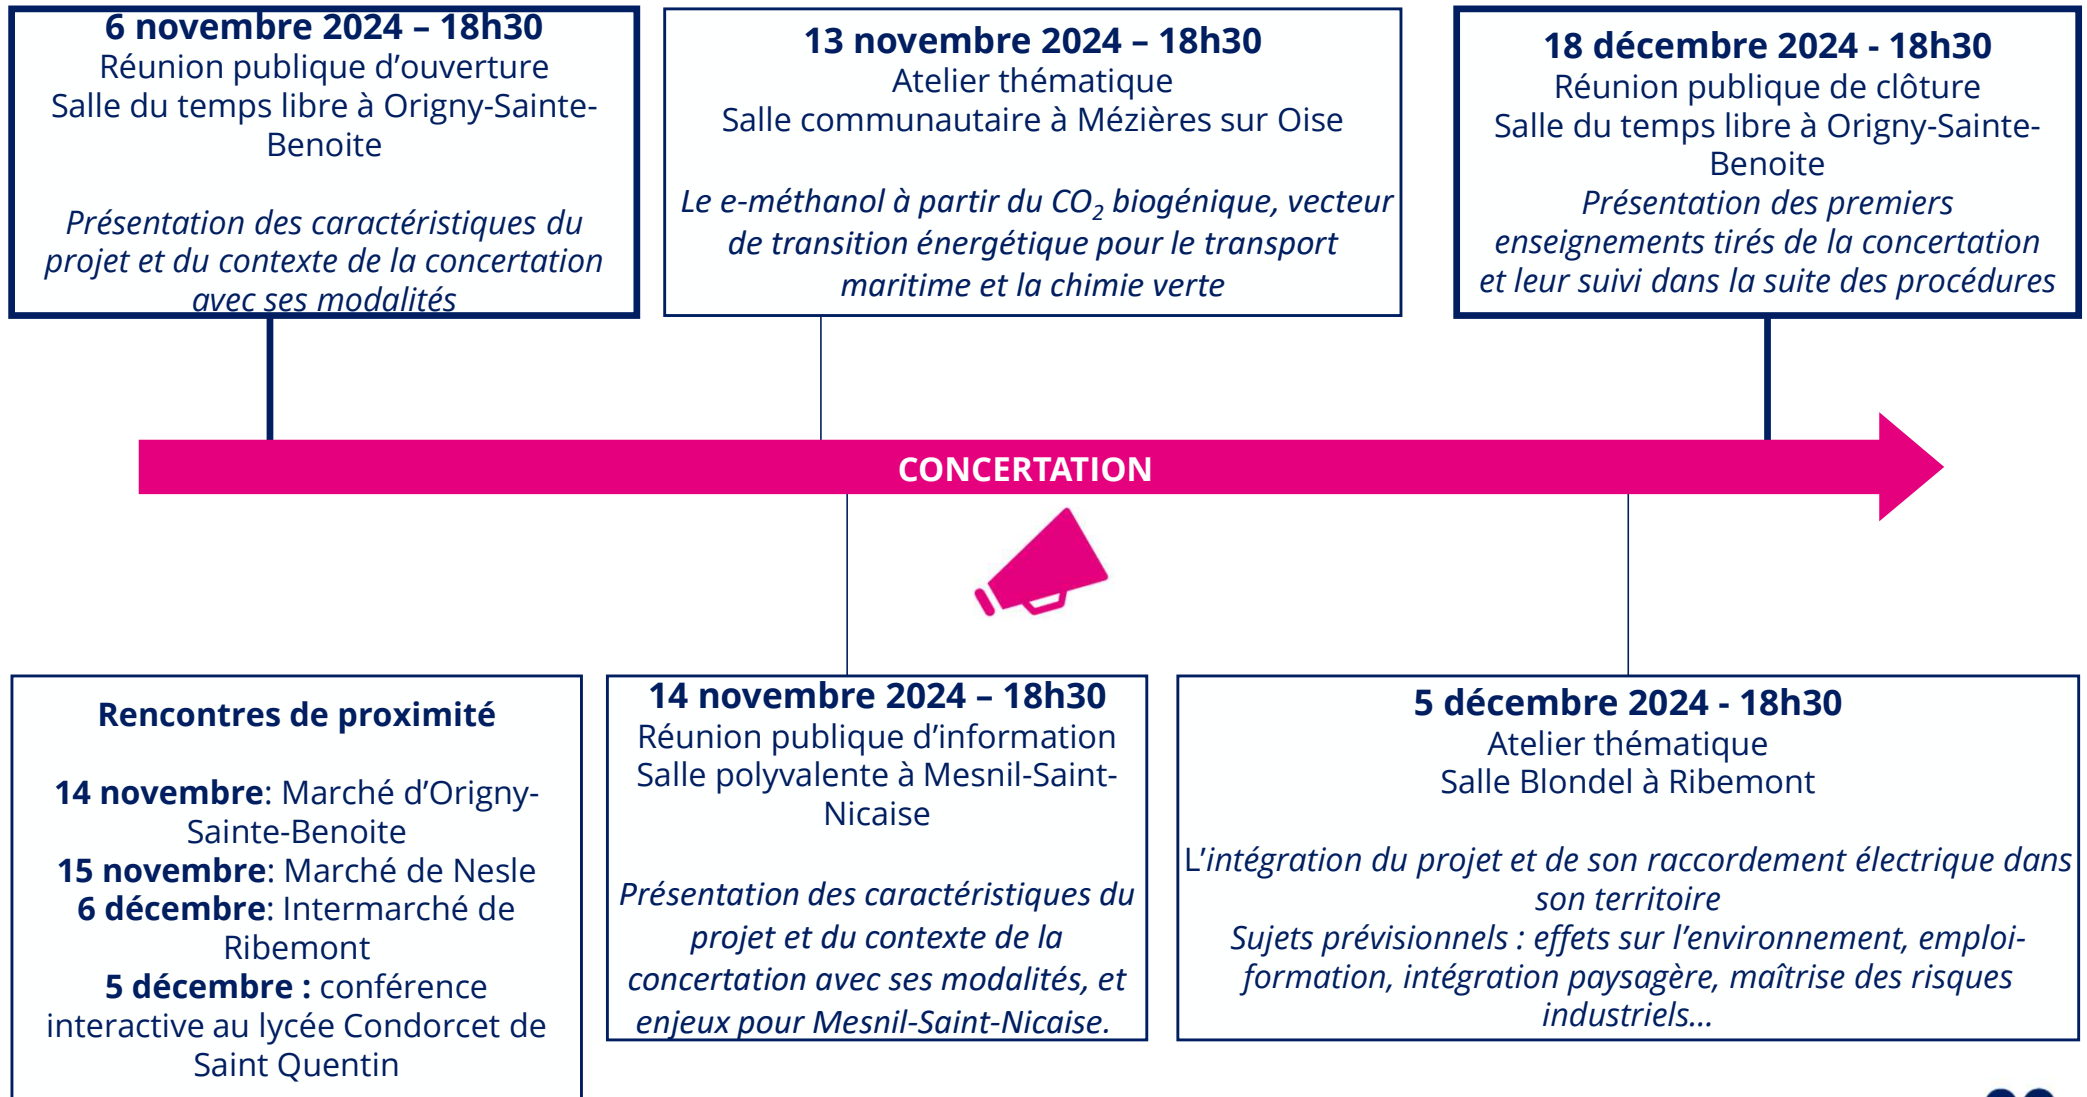 6 novembre 2024 – 18h30
Réunion publique d’ouverture
Salle du temps libre à Origny-Sainte-
Benoite
Présentation des caractéristiques du
projet et du contexte de la concertation
avec ses modalités
13 novembre 2024 – 18h30
Atelier thématique
Salle communautaire à Mézières sur Oise
Le e-méthanol à partir du CO₂ biogénique, vecteur
de transition énergétique pour le transport
maritime et la chimie verte
18 décembre 2024 - 18h30
Réunion publique de clôture
Salle du temps libre à Origny-Sainte-
Benoite
Présentation des premiers
enseignements tirés de la concertation
et leur suivi dans la suite des procédures
CONCERTATION
Rencontres de proximité
14 novembre: Marché d’Origny-
Sainte-Benoite
15 novembre: Marché de Nesle
6 décembre: Intermarché de
Ribemont
5 décembre : conférence
interactive au lycée Condorcet de
Saint Quentin
14 novembre 2024 – 18h30
Réunion publique d’information
Salle polyvalente à Mesnil-Saint-
Nicaise
Présentation des caractéristiques du
projet et du contexte de la
concertation avec ses modalités, et
enjeux pour Mesnil-Saint-Nicaise.
5 décembre 2024 - 18h30
Atelier thématique
Salle Blondel à Ribemont
L’intégration du projet et de son raccordement électrique dans
son territoire
Sujets prévisionnels : effets sur l’environnement, emploi-
formation, intégration paysagère, maîtrise des risques
industriels…